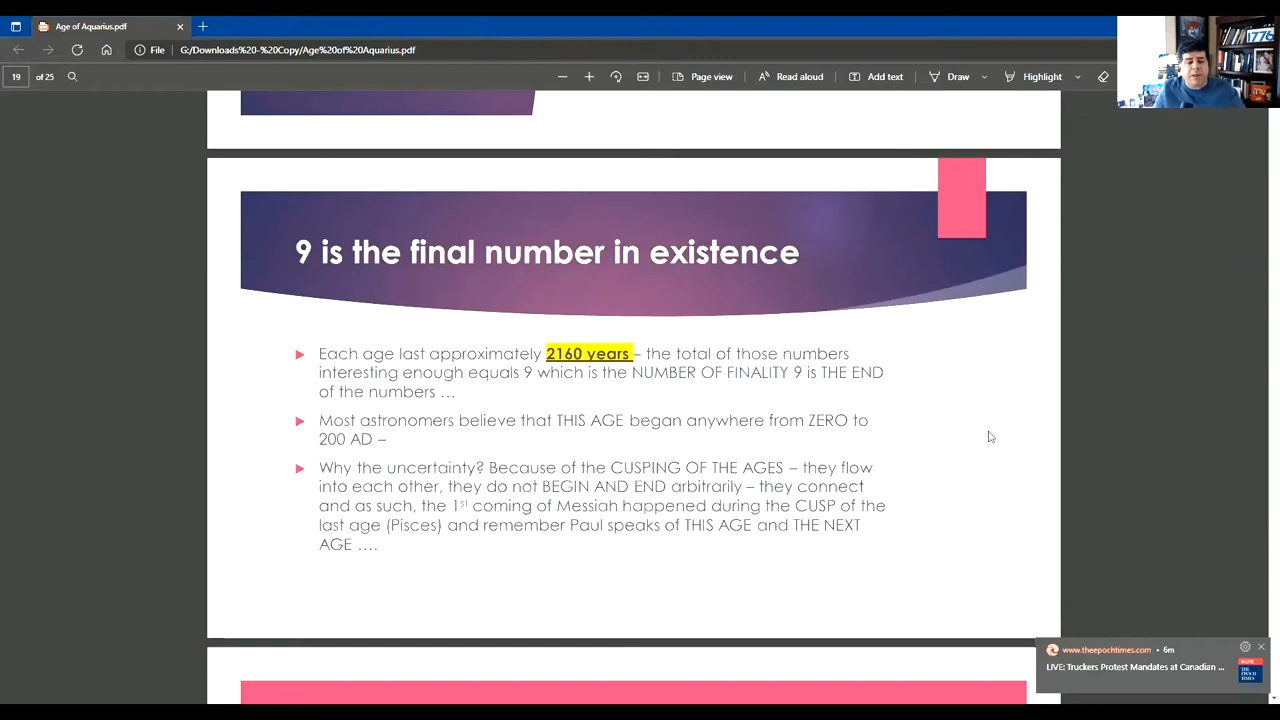 Age of Aquarius.pdf
File
G:/Downloads%20-%20Copy/Age%20of%20Aquarius.pdf
19 of 25
Page view
Read aloud
Add text
Draw
Highlight
1776
9 is the final number in existence
Each age last approximately 2160 years – the total of those numbers
interesting enough equals 9 which is the NUMBER OF FINALITY 9 is THE END
of the numbers …
Most astronomers believe that THIS AGE began anywhere from ZERO to
200 AD –
Why the uncertainty? Because of the CUSPING OF THE AGES – they flow
into each other, they do not BEGIN AND END arbitrarily – they connect
and as such, the 1st coming of Messiah happened during the CUSP of the
last age (Pisces) and remember Paul speaks of THIS AGE and THE NEXT
AGE ….
www.theepochtimes.com • 6m
LIVE: Truckers Protest Mandates at Canadian ...
THE
EPOCH
TIMES